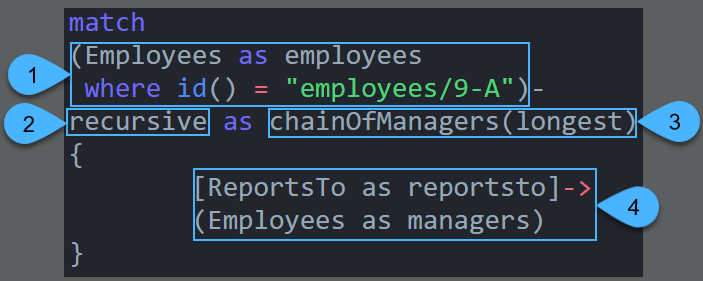 match
1 (Employees as employees
where id() = "employees/9-A")-
2 recursive as chainOfManagers(longest) 3
{
[ReportsTo as reportsto]->
(Employees as managers) 4
}